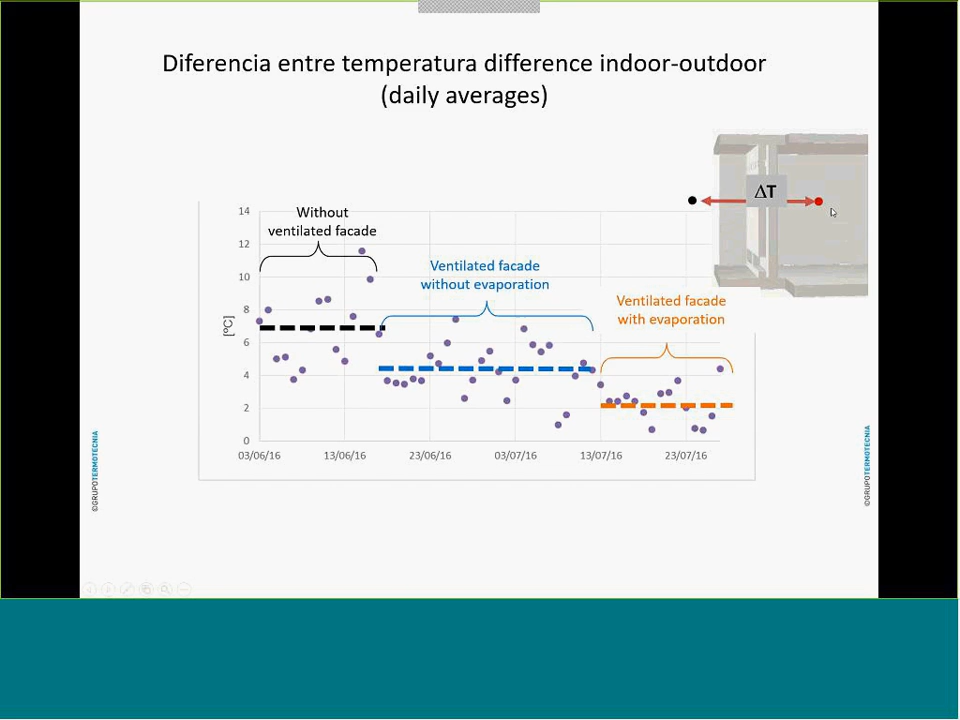 Diferencia entre temperatura difference indoor-outdoor
(daily averages)
ΔT
14
12
10
8
6
4
2
0
[ºC]
Without
ventilated facade
Ventilated facade
without evaporation
Ventilated facade
with evaporation
03/06/16
13/06/16
23/06/16
03/07/16
13/07/16
23/07/16
©GRUPOTERMOTECNIA
©GRUPOTERMOTECNIA